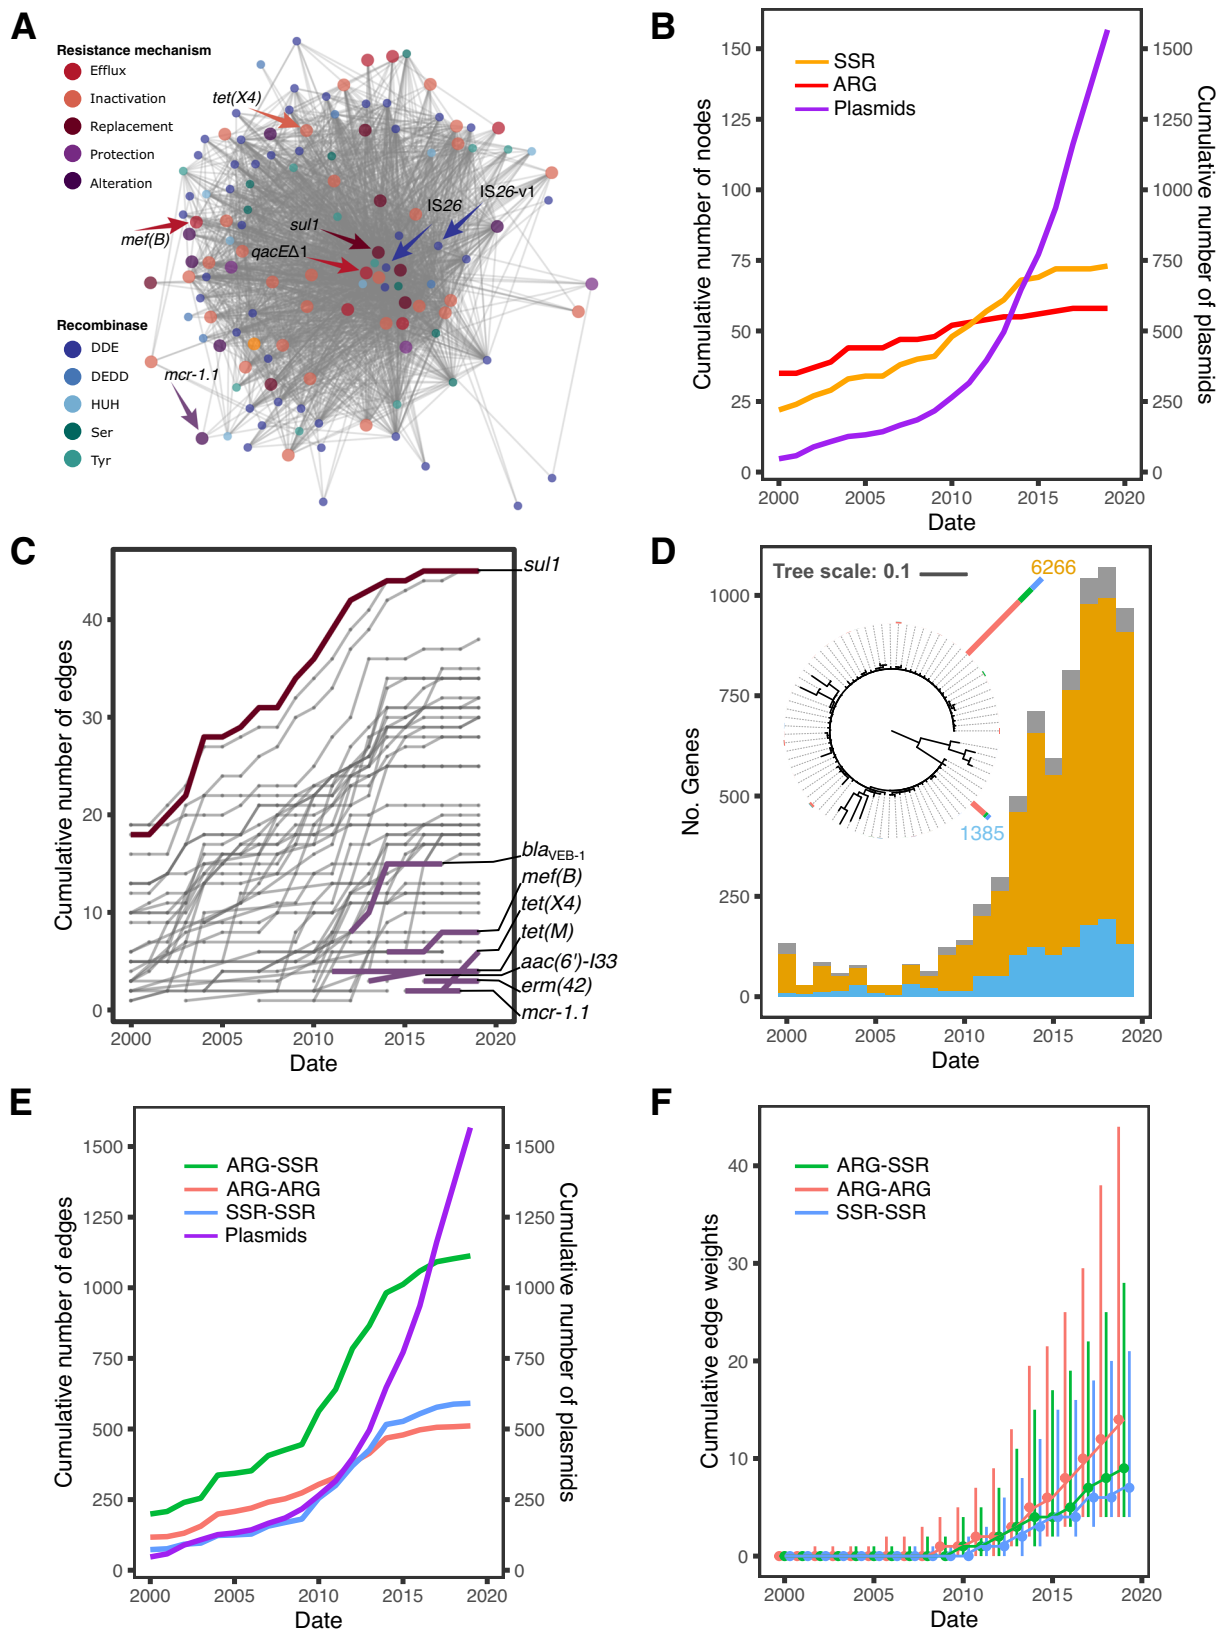 A
Resistance mechanism
Efflux
Inactivation
Replacement
Protection
Alteration
tet(X4)
mef(B)
sul1
qacEΔ1
IS26
IS26-v1
Recombinase
DDE
DEDD
HUH
Ser
Tyr
mcr-1.1
B
SSR
ARG
Plasmids
Cumulative number of nodes
Cumulative number of plasmids
150
125
100
75
50
25
0
1500
1250
1000
750
500
250
0
2000 2005 2010 2015 2020
Date
C
Cumulative number of edges
40
30
20
10
0
2000 2005 2010 2015 2020
Date
sul1
blaVEB-1
mef(B)
tet(X4)
tet(M)
aac(6')-I33
erm(42)
mcr-1.1
D
Tree scale: 0.1
6266
1385
No. Genes
1000
750
500
250
0
2000 2005 2010 2015 2020
Date
E
ARG-SSR
ARG-ARG
SSR-SSR
Plasmids
Cumulative number of edges
Cumulative number of plasmids
1500
1250
1000
750
500
250
0
1500
1250
1000
750
500
250
0
2000 2005 2010 2015 2020
Date
F
ARG-SSR
ARG-ARG
SSR-SSR
Cumulative edge weights
40
30
20
10
0
2000 2005 2010 2015 2020
Date